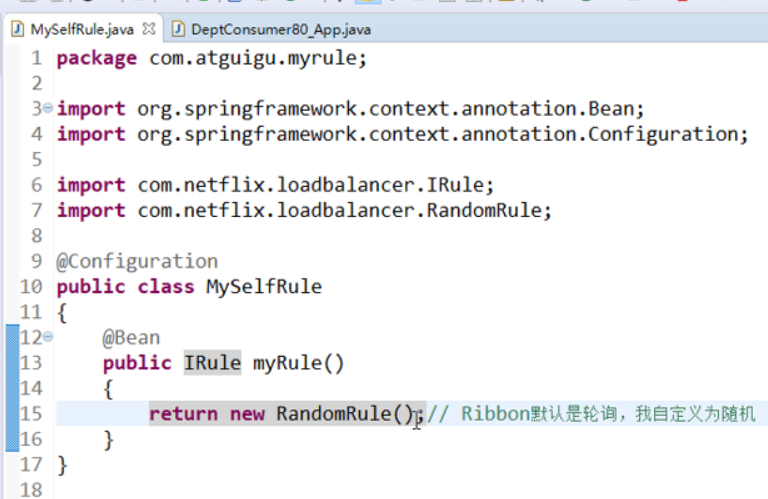 MySelfRule.java DeptConsumer80_App.java
1 package com.atguigu.myrule;
2
3 import org.springframework.context.annotation.Bean;
4 import org.springframework.context.annotation.Configuration;
5
6 import com.netflix.loadbalancer.IRule;
7 import com.netflix.loadbalancer.RandomRule;
8
9 @Configuration
10 public class MySelfRule
11 {
12 @Bean
13 public IRule myRule()
14 {
15 return new RandomRule();// Ribbon默认是轮询，我自定义为随机
16 }
17 }
18